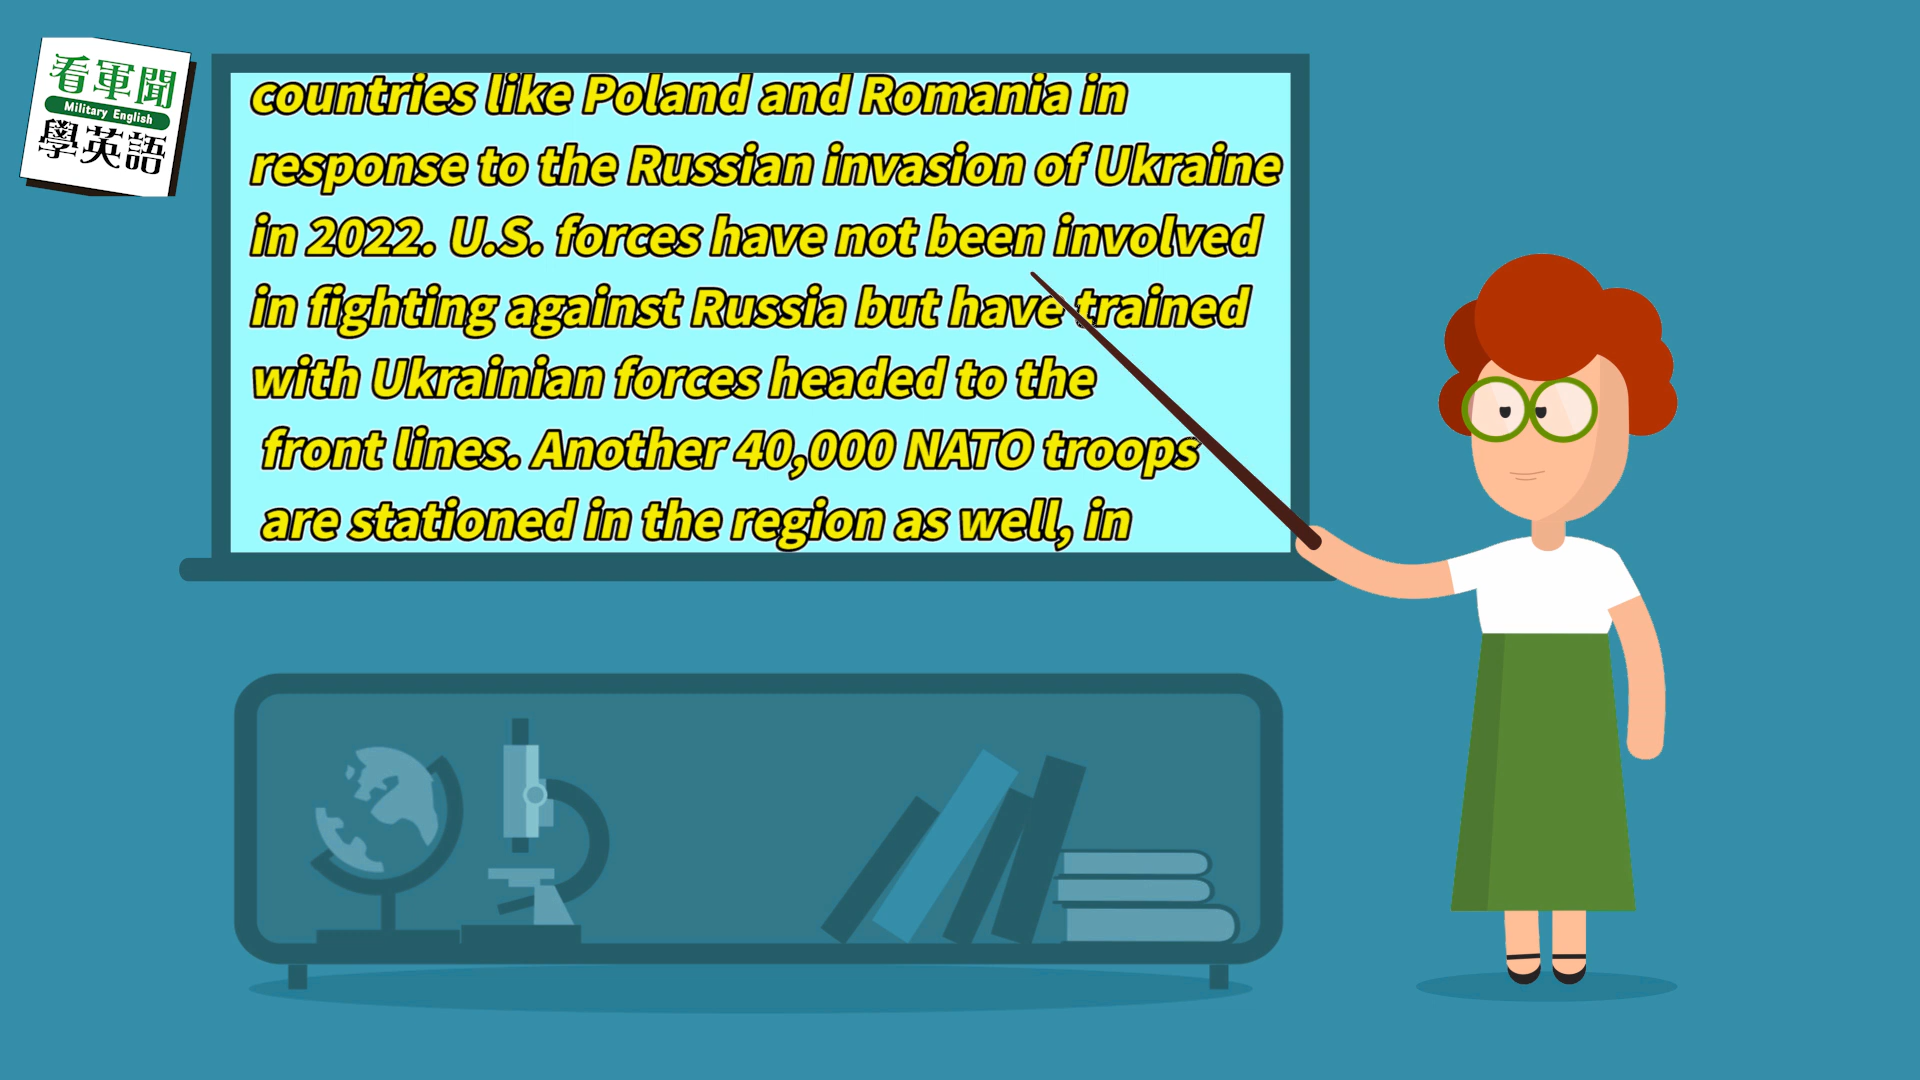 看軍聞
Military English
學英語
countries like Poland and Romania in
response to the Russian invasion of Ukraine
in 2022. U.S. forces have not been involved
in fighting against Russia but have trained
with Ukrainian forces headed to the
front lines. Another 40,000 NATO troops
are stationed in the region as well, in